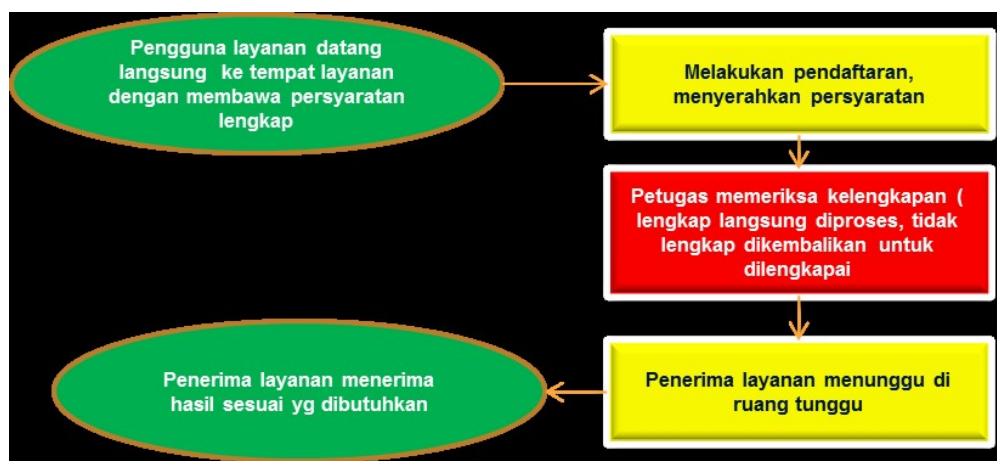 Pengguna layanan datang
langsung ke tempat layanan
dengan membawa persyaratan
lengkap
Melakukan pendaftaran,
menyerahkan persyaratan
Petugas memeriksa kelengkapan (
lengkap langsung diproses, tidak
lengkap dikembalikan untuk
dilengkapai
Penerima layanan menunggu di
ruang tunggu
Penerima layanan menerima
hasil sesuai yg dibutuhkan